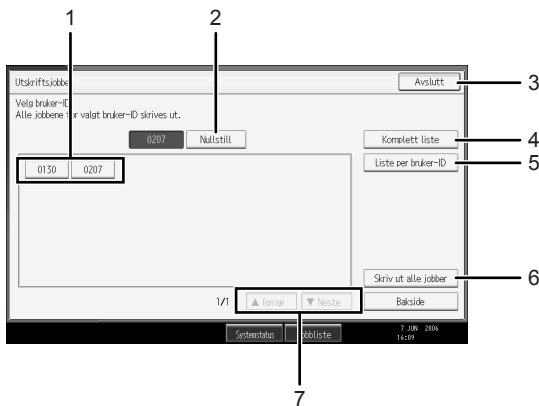 1
2
Utskriftsjobber
Avslutt
3
Velg bruker-ID
Alle jobbene for valgt bruker-ID skrives ut.
0207
Nullstill
Komplett liste
4
Liste per bruker-ID
5
0130
0207
Skriv ut alle jobber
6
1/1
▲ Forrige
▼ Neste
Bakside
Systemstatus
Jobbliste
7 JUN 2006
16:09
7